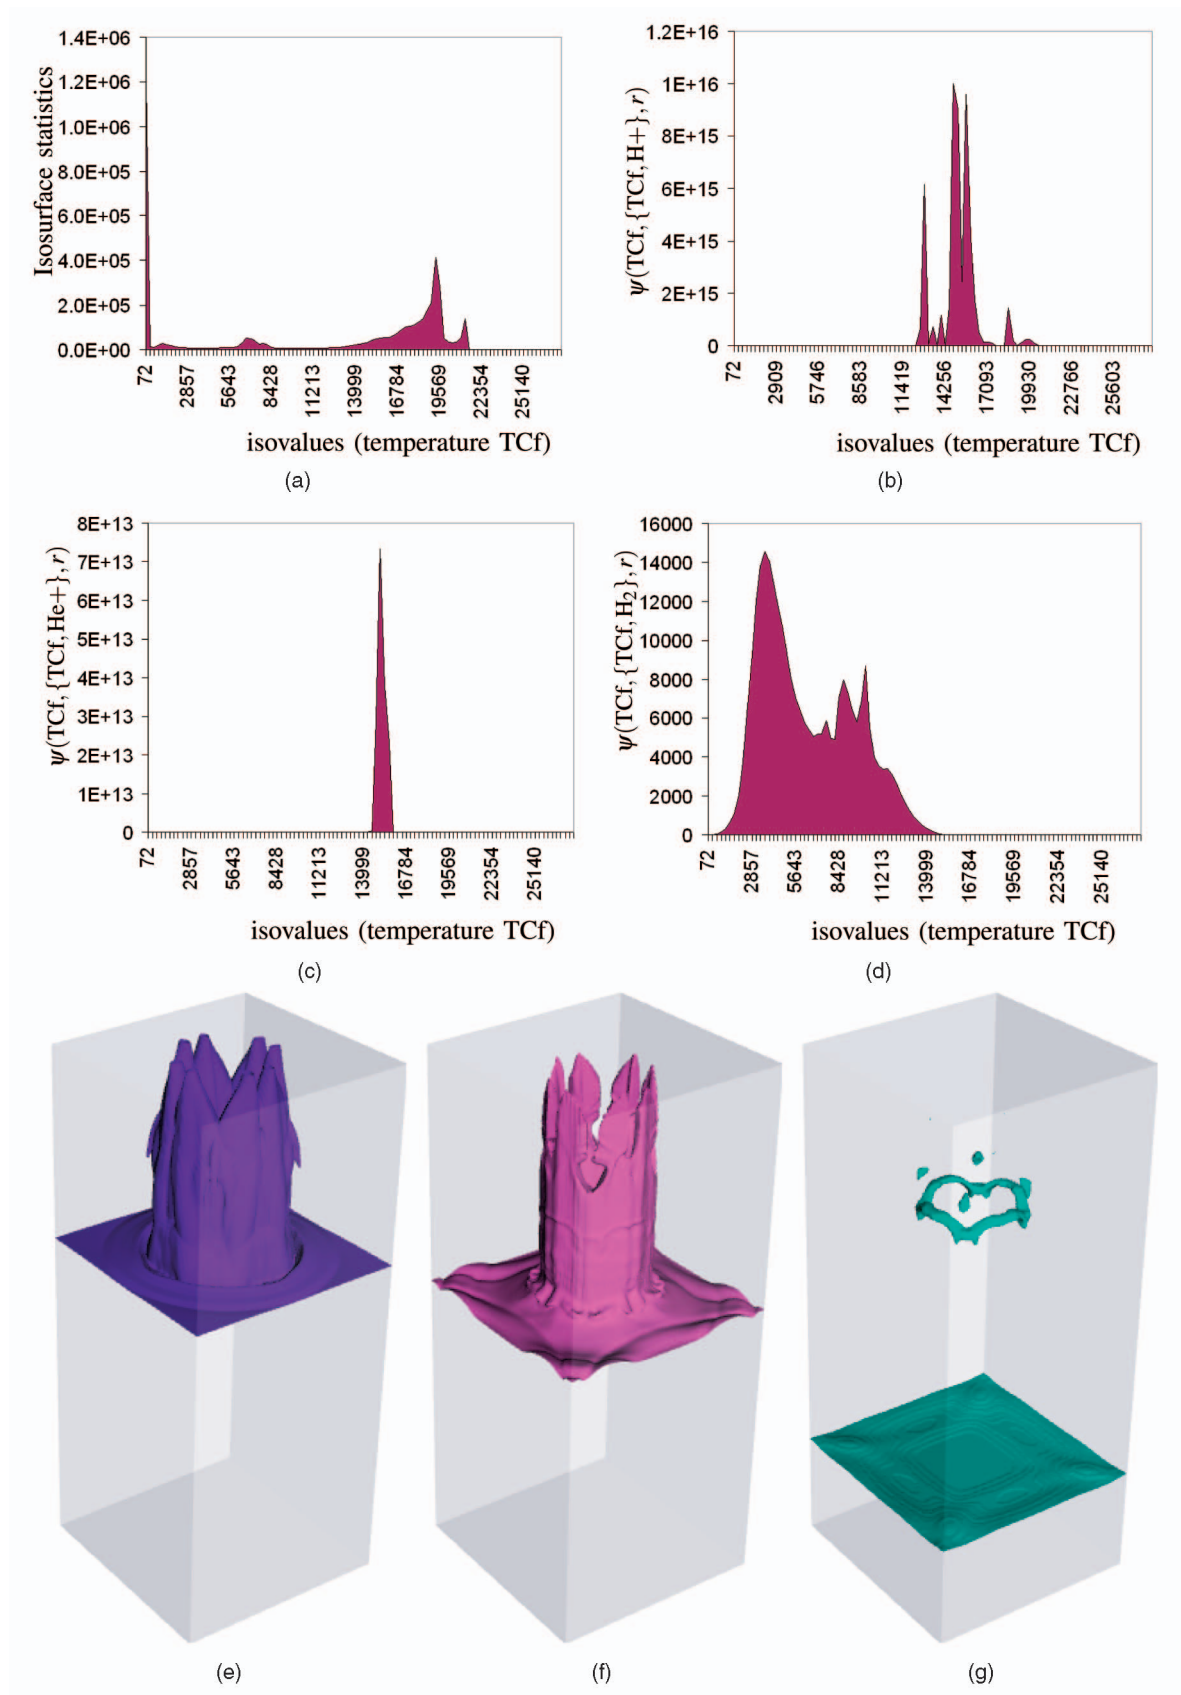 1.4E+06
1.2E+06
1.0E+06
8.0E+05
6.0E+05
4.0E+05
2.0E+05
0.0E+00
Isosurface statistics
72 2857 5643 8428 11213 13999 16784 19569 22354 25140
isovalues (temperature TCf)
(a)
1.2E+16
1E+16
8E+15
6E+15
4E+15
2E+15
0
ψ(TCf,{TCf,H+},r)
72 2909 5746 8583 11419 14256 17093 19930 22766 25603
isovalues (temperature TCf)
(b)
8E+13
7E+13
6E+13
5E+13
4E+13
3E+13
2E+13
1E+13
0
ψ(TCf,{TCf,He+},r)
72 2857 5643 8428 11213 13999 16784 19569 22354 25140
isovalues (temperature TCf)
(c)
16000
14000
12000
10000
8000
6000
4000
2000
0
ψ(TCf,{TCf,H₂},r)
72 2857 5643 8428 11213 13999 16784 19569 22354 25140
isovalues (temperature TCf)
(d)
(e) (f) (g)